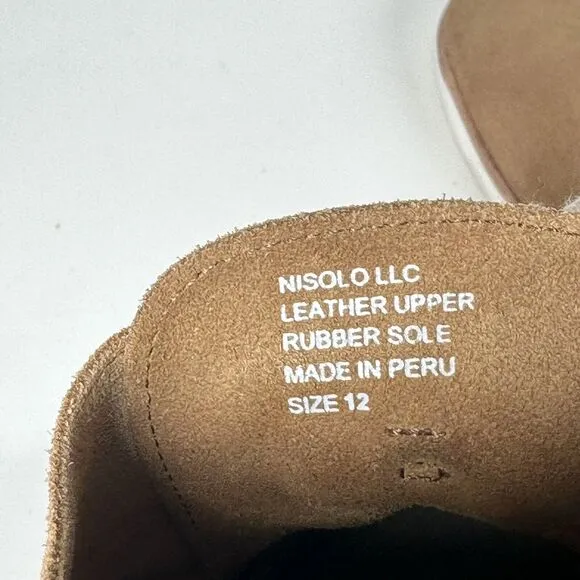 NISOLO LLC
LEATHER UPPER
RUBBER SOLE
MADE IN PERU
SIZE 12